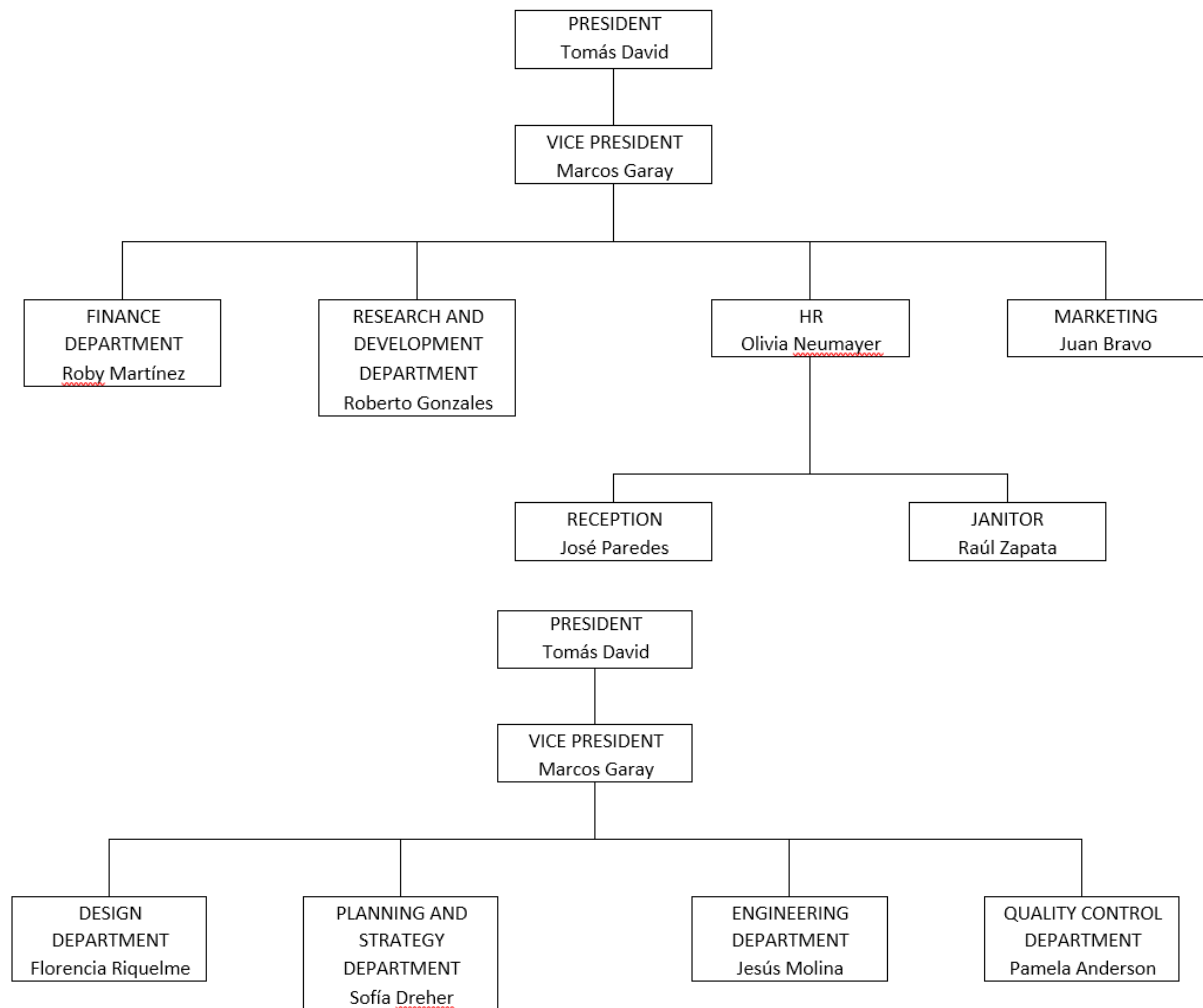 PRESIDENT
Tomás David
VICE PRESIDENT
Marcos Garay
FINANCE
DEPARTMENT
Roby Martínez
RESEARCH AND
DEVELOPMENT
DEPARTMENT
Roberto Gonzales
HR
Olivia Neumayer
MARKETING
Juan Bravo
RECEPTION
José Paredes
JANITOR
Raúl Zapata
PRESIDENT
Tomás David
VICE PRESIDENT
Marcos Garay
DESIGN
DEPARTMENT
Florencia Riquelme
PLANNING AND
STRATEGY
DEPARTMENT
Sofía Dreher
ENGINEERING
DEPARTMENT
Jesús Molina
QUALITY CONTROL
DEPARTMENT
Pamela Anderson